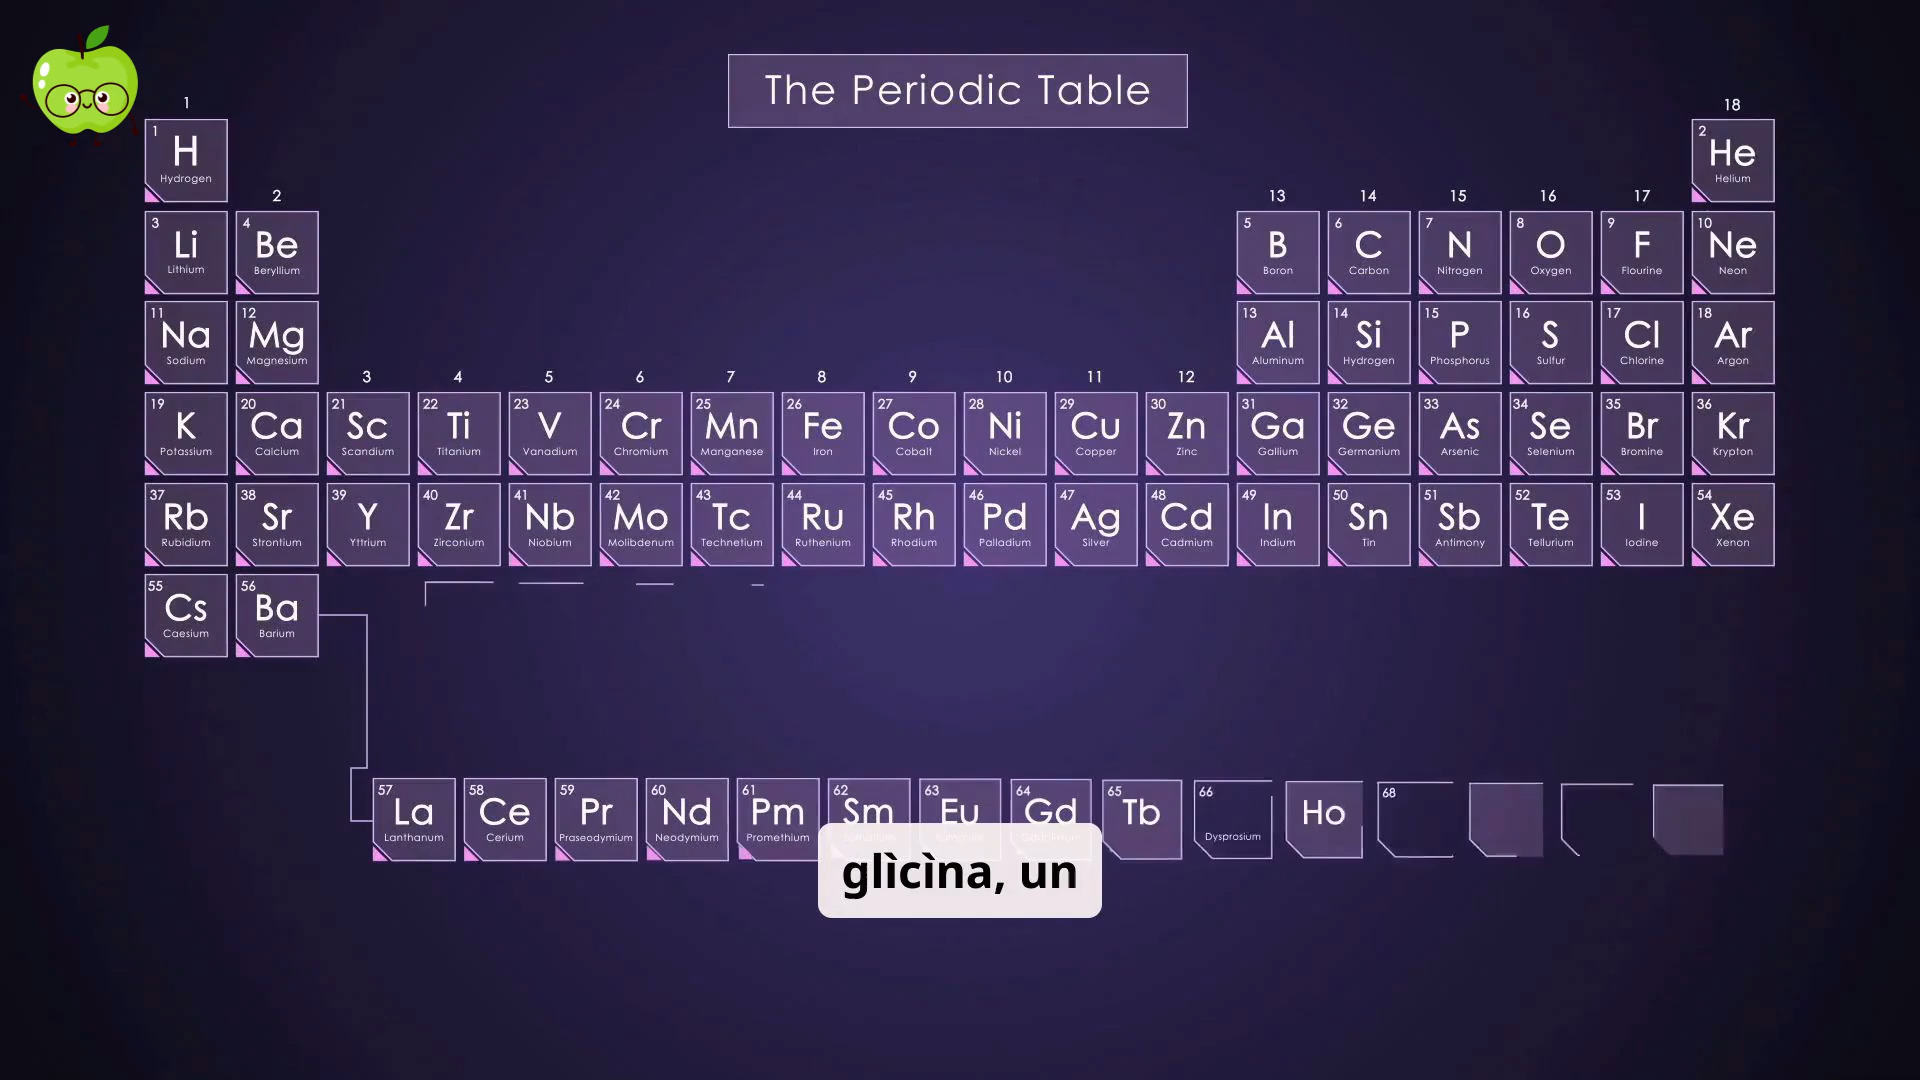 The Periodic Table
1 18
1 2
H He
Hydrogen Helium
2 13 14 15 16 17
3 4 5 6 7 8 9 10
Li Be B C N O F Ne
Lithium Beryllium Boron Carbon Nitrogen Oxygen Flourine Neon
11 12 13 14 15 16 17 18
Na Mg Al Si P S Cl Ar
Sodium Magnesium Aluminum Hydrogen Phosphorus Sulfur Chlorine Argon
3 4 5 6 7 8 9 10 11 12
19 20 21 22 23 24 25 26 27 28 29 30 31 32 33 34 35 36
K Ca Sc Ti V Cr Mn Fe Co Ni Cu Zn Ga Ge As Se Br Kr
Potassium Calcium Scandium Titanium Vanadium Chromium Manganese Iron Cobalt Nickel Copper Zinc Gallium Germanium Arsenic Selenium Bromine Krypton
37 38 39 40 41 42 43 44 45 46 47 48 49 50 51 52 53 54
Rb Sr Y Zr Nb Mo Tc Ru Rh Pd Ag Cd In Sn Sb Te I Xe
Rubidium Strontium Yttrium Zirconium Niobium Molibdenum Technetium Ruthenium Rhodium Palladium Silver Cadmium Indium Tin Antimony Tellurium Iodine Xenon
55 56
Cs Ba
Caesium Barium
57 58 59 60 61 62 63 64 65 66 68
La Ce Pr Nd Pm Sm Eu Gd Tb Ho
Lanthanum Cerium Praseodymium Neodymium Promethium Dysprosium
glìcìna, un